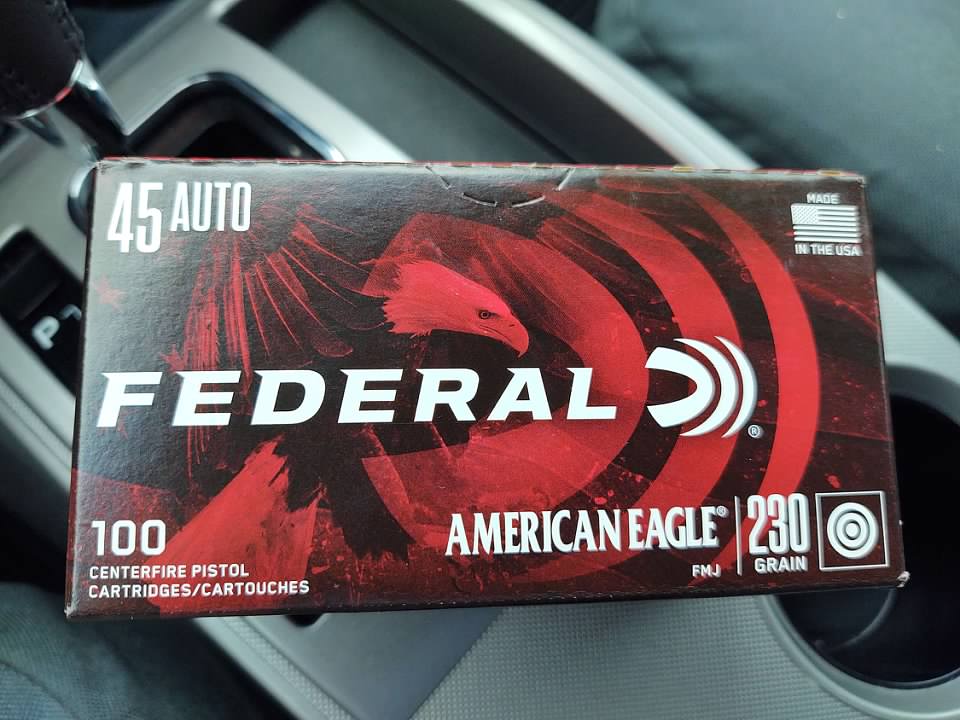 45 AUTO
MADE
IN THE USA
FEDERAL
®
100
CENTERFIRE PISTOL
CARTRIDGES/CARTOUCHES
AMERICAN EAGLE®
FMJ
230
GRAIN
P